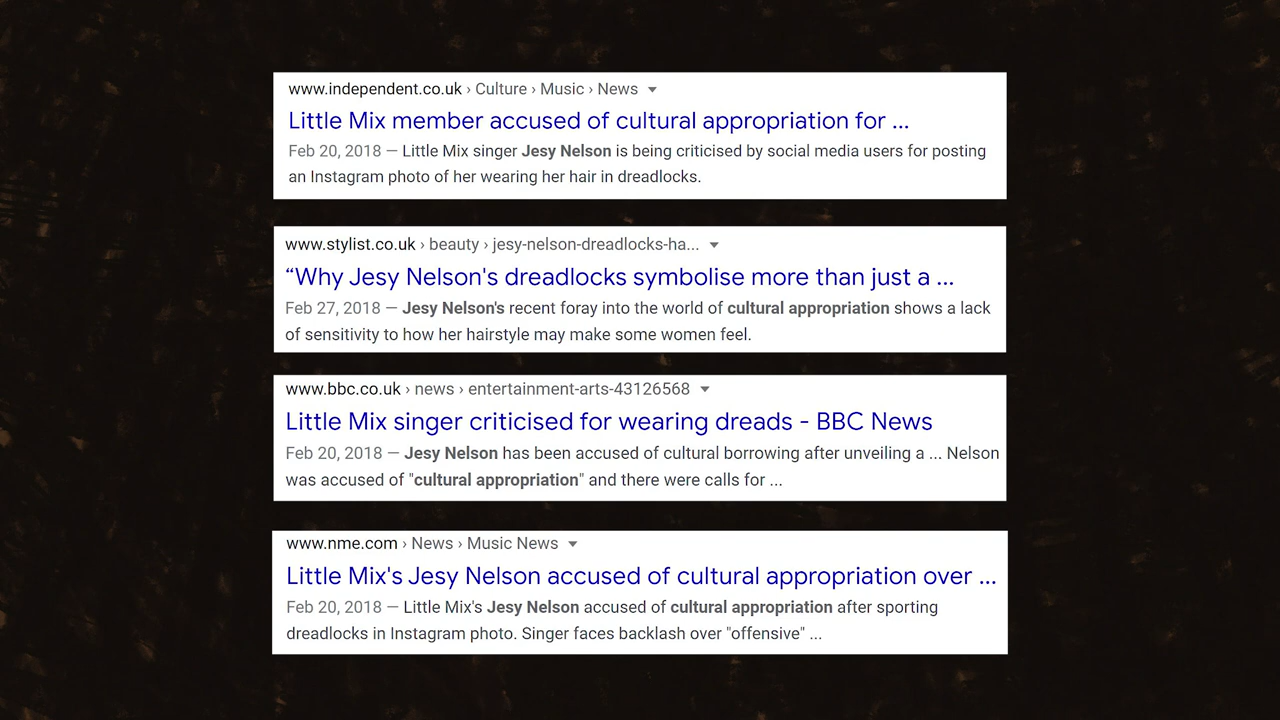 www.independent.co.uk › Culture › Music › News
Little Mix member accused of cultural appropriation for ...
Feb 20, 2018 — Little Mix singer Jesy Nelson is being criticised by social media users for posting
an Instagram photo of her wearing her hair in dreadlocks.
www.stylist.co.uk › beauty › jesy-nelson-dreadlocks-ha...
“Why Jesy Nelson's dreadlocks symbolise more than just a ...
Feb 27, 2018 — Jesy Nelson's recent foray into the world of cultural appropriation shows a lack
of sensitivity to how her hairstyle may make some women feel.
www.bbc.co.uk › news › entertainment-arts-43126568
Little Mix singer criticised for wearing dreads - BBC News
Feb 20, 2018 — Jesy Nelson has been accused of cultural borrowing after unveiling a ... Nelson
was accused of "cultural appropriation" and there were calls for ...
www.nme.com › News › Music News
Little Mix's Jesy Nelson accused of cultural appropriation over ...
Feb 20, 2018 — Little Mix's Jesy Nelson accused of cultural appropriation after sporting
dreadlocks in Instagram photo. Singer faces backlash over "offensive" ...